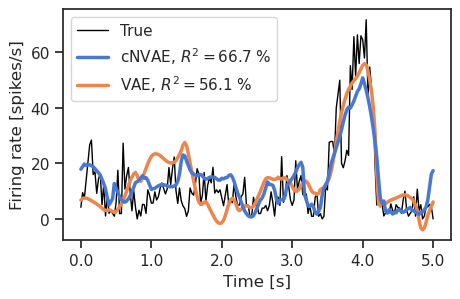 True
cNVAE, R² = 66.7 %
VAE, R² = 56.1 %
Firing rate [spikes/s]
60
40
20
0
0.0 1.0 2.0 3.0 4.0 5.0
Time [s]